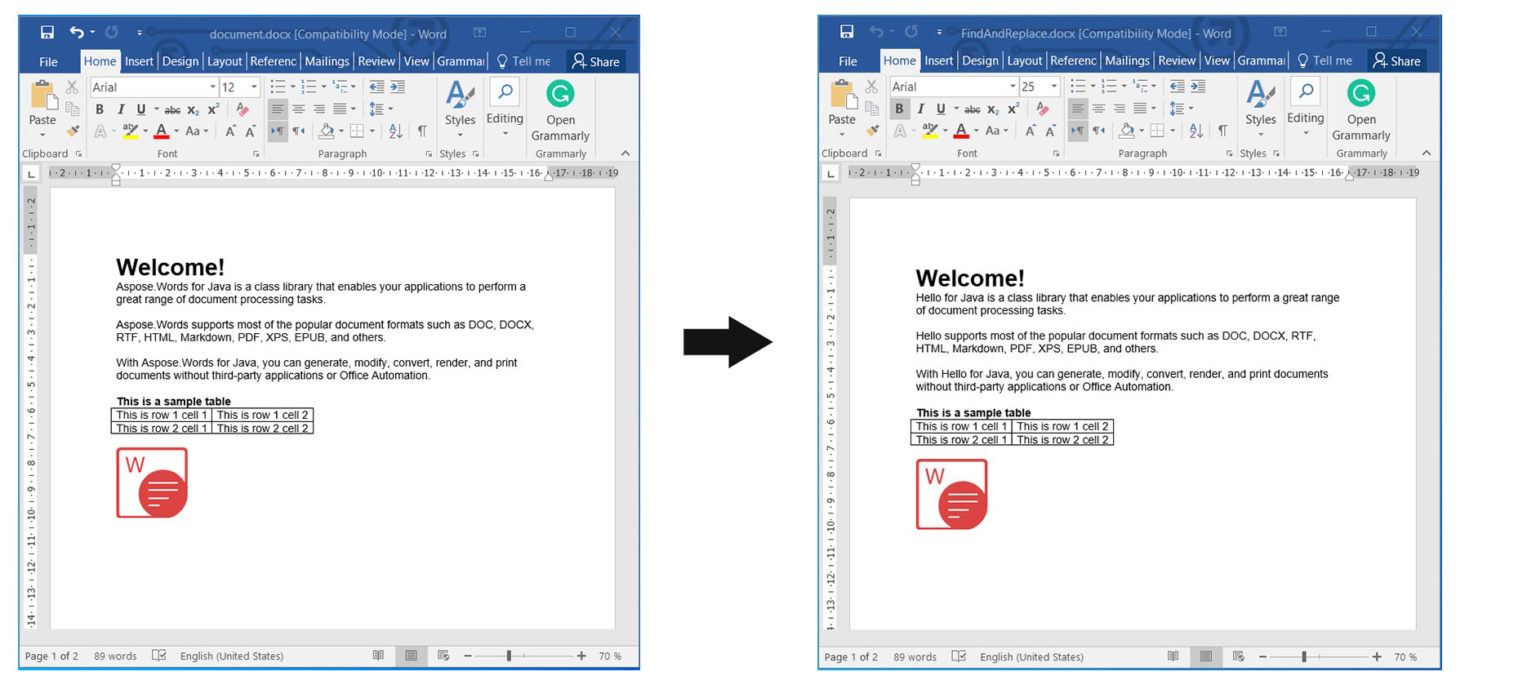 document.docx [Compatibility Mode] - Word
File Home Insert Design Layout Referenc Mailings Review View Grammar Tell me Share
Arial 12
Paste Styles Editing Open Grammarly
Clipboard Font Paragraph Styles Grammarly
Welcome!
Aspose.Words for Java is a class library that enables your applications to perform a
great range of document processing tasks.
Aspose.Words supports most of the popular document formats such as DOC, DOCX,
RTF, HTML, Markdown, PDF, XPS, EPUB, and others.
With Aspose.Words for Java, you can generate, modify, convert, render, and print
documents without third-party applications or Office Automation.
This is a sample table
This is row 1 cell 1 This is row 1 cell 2
This is row 2 cell 1 This is row 2 cell 2
W
Page 1 of 2 89 words English (United States) 70 %
FindAndReplace.docx [Compatibility Mode] - Word
File Home Insert Design Layout Referenc Mailings Review View Grammar Tell me Share
Arial 25
Paste Styles Editing Open Grammarly
Clipboard Font Paragraph Styles Grammarly
Welcome!
Hello for Java is a class library that enables your applications to perform a great range
of document processing tasks.
Hello supports most of the popular document formats such as DOC, DOCX, RTF,
HTML, Markdown, PDF, XPS, EPUB, and others.
With Hello for Java, you can generate, modify, convert, render, and print documents
without third-party applications or Office Automation.
This is a sample table
This is row 1 cell 1 This is row 1 cell 2
This is row 2 cell 1 This is row 2 cell 2
W
Page 1 of 2 89 words English (United States) 70 %